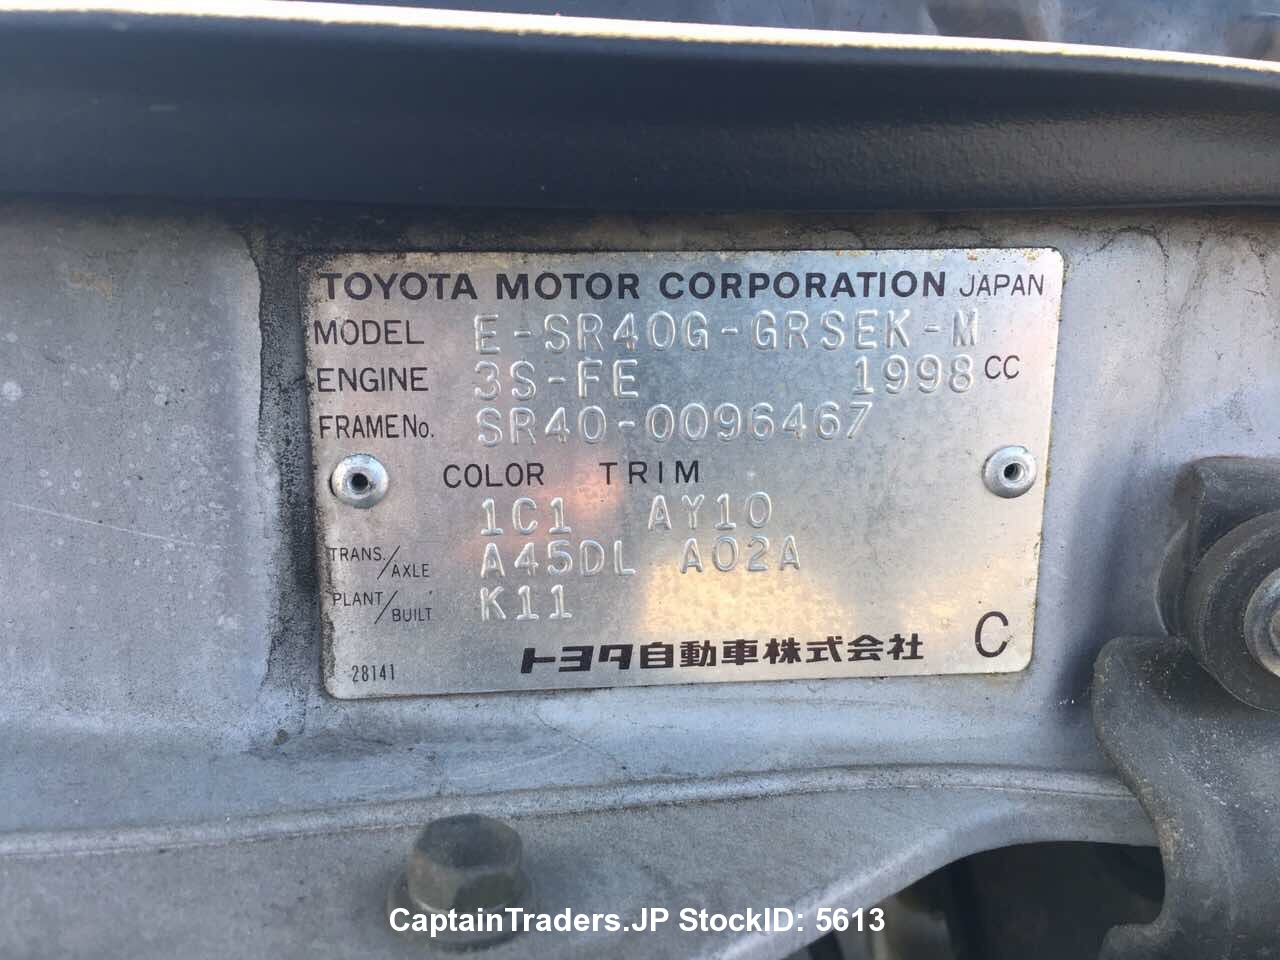 TOYOTA MOTOR CORPORATION JAPAN
MODEL E-SR40G-GRSEK-M
ENGINE 3S-FE 1998 CC
FRAME No. SR40-0096467
COLOR TRIM
1C1 AY10
TRANS./AXLE A45DL A02A
PLANT/BUILT K11
トヨタ自動車株式会社 C
28141
CaptainTraders.JP StockID: 5613